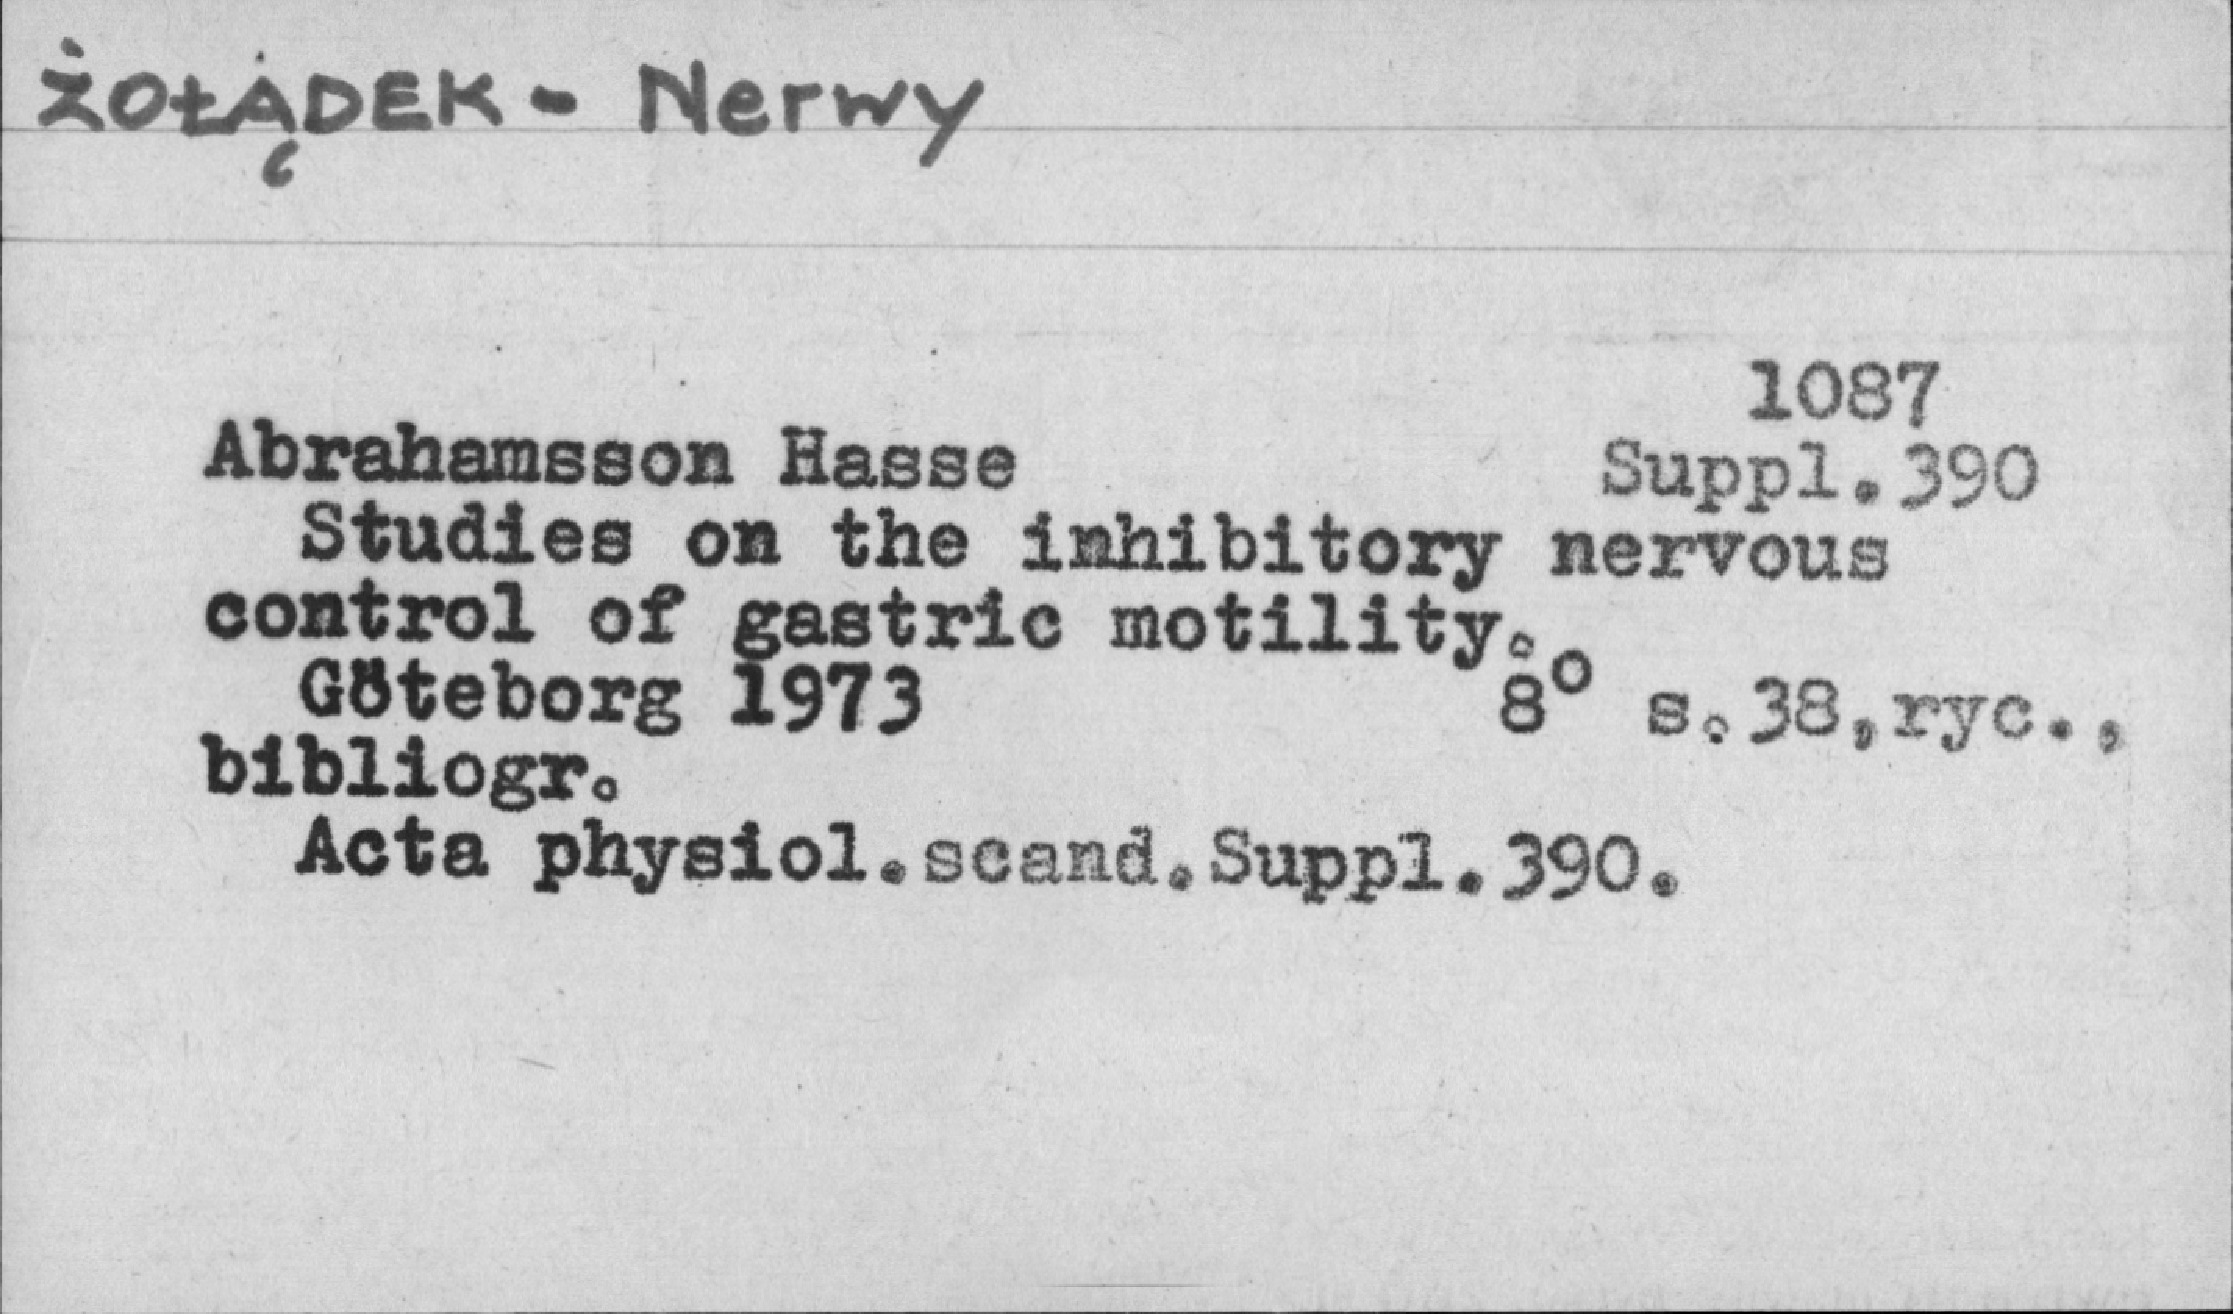 ŻOŁĄDEK - Nerwy
1087
Abrahamsson Hasse Suppl.390
Studies on the inhibitory nervous
control of gastric motility.
Göteborg 1973 8° s.38,ryc.,
bibliogr.
Acta physiol.scand.Suppl.390.